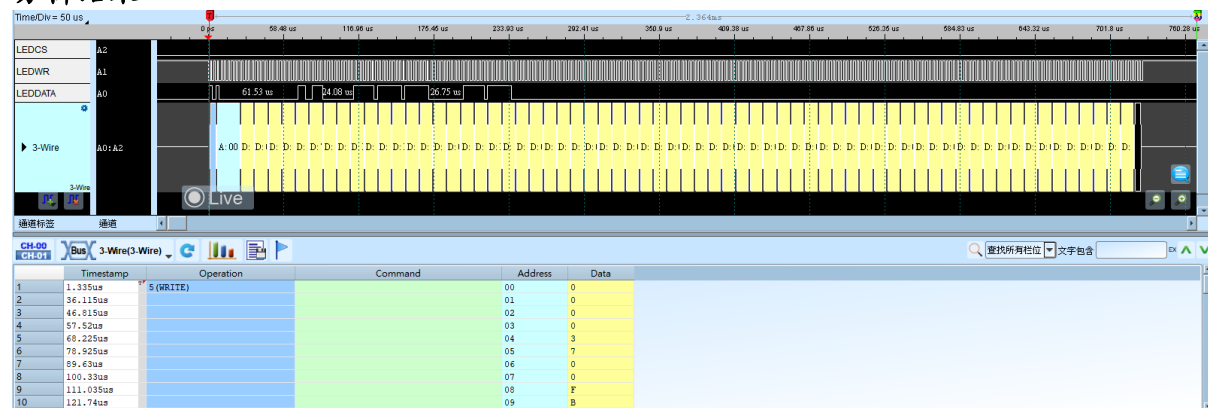 Time/Div= 50 us
2.364ms
0 ps 58.48 us 116.96 us 175.46 us 233.93 us 292.41 us 350.9 us 409.38 us 467.86 us 526.35 us 584.83 us 643.32 us 701.8 us 760.28 us
LEDCS A2
LEDWR A1
LEDDATA A0 61.53 us 24.08 us 26.75 us
3-Wire A0:A2 A: 00 D: D: D: D: D: D: D: D: D: D: D: D: D: D: D: D: D: D: D: D: D: D: D: D: D: D: D: D: D: D: D: D: D: D: D: D: D: D: D: D: D: D: D: D: D: D: D: D:
3-Wire
Live
通道标签 通道
CH-00
CH-01 Bus 3-Wire(3-Wire) 查找所有栏位 文字包含 EX
Timestamp Operation Command Address Data
1 1.335us 5(WRITE) 00 0
2 36.115us 01 0
3 46.815us 02 0
4 57.52us 03 0
5 68.225us 04 3
6 78.925us 05 7
7 89.63us 06 0
8 100.33us 07 0
9 111.035us 08 F
10 121.74us 09 B